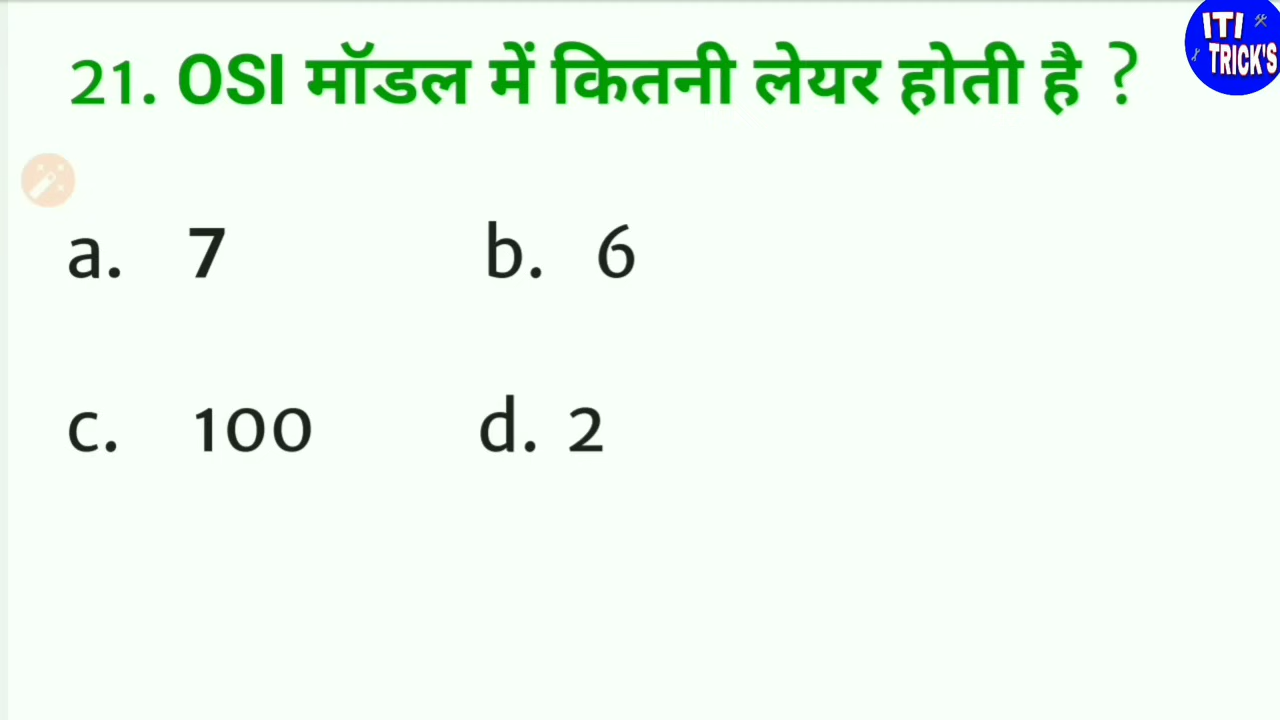 ITI
TRICK'S
21. OSI मॉडल में कितनी लेयर होती है ?
a. 7 b. 6
c. 100 d. 2